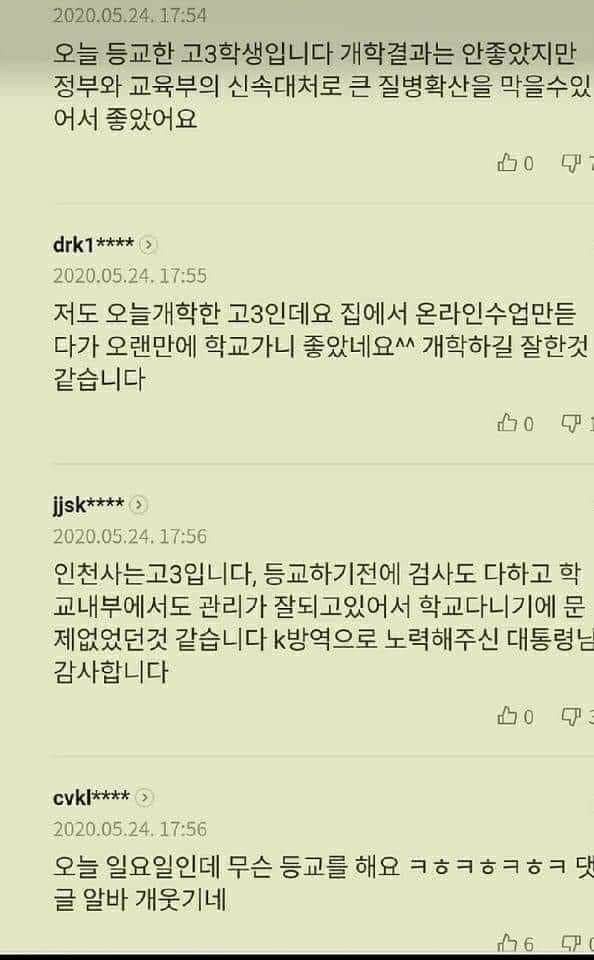 2020.05.24. 17:54
오늘 등교한 고3학생입니다 개학결과는 안좋았지만
정부와 교육부의 신속대처로 큰 질병확산을 막을수있
어서 좋았어요
0 7
drk1****
2020.05.24. 17:55
저도 오늘개학한 고3인데요 집에서 온라인수업만듣
다가 오랜만에 학교가니 좋았네요^^ 개학하길 잘한것
같습니다
0 1
jjsk****
2020.05.24. 17:56
인천사는고3입니다, 등교하기전에 검사도 다하고 학
교내부에서도 관리가 잘되고있어서 학교다니기에 문
제없었던것 같습니다 k방역으로 노력해주신 대통령님
감사합니다
0 3
cvkl****
2020.05.24. 17:56
오늘 일요일인데 무슨 등교를 해요 ㅋㅎㅋㅎㅋㅎㅋ 댓
글 알바 개웃기네
6 0